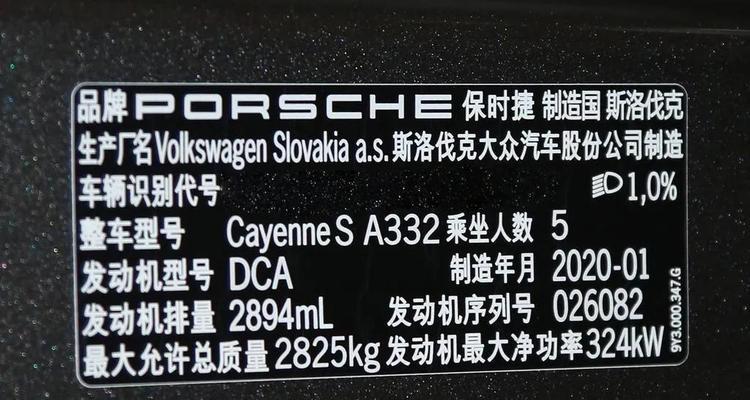 品牌 PORSCHE 保时捷 制造国 斯洛伐克
生产厂名 Volkswagen Slovakia a.s. 斯洛伐克大众汽车股份公司制造
车辆识别代号 1,0%
整车型号 Cayenne S A332 乘坐人数 5
发动机型号 DCA 制造年月 2020-01
发动机排量 2894mL 发动机序列号 026082
最大允许总质量 2825kg 发动机最大净功率 324kW
9Y3.000.347.G